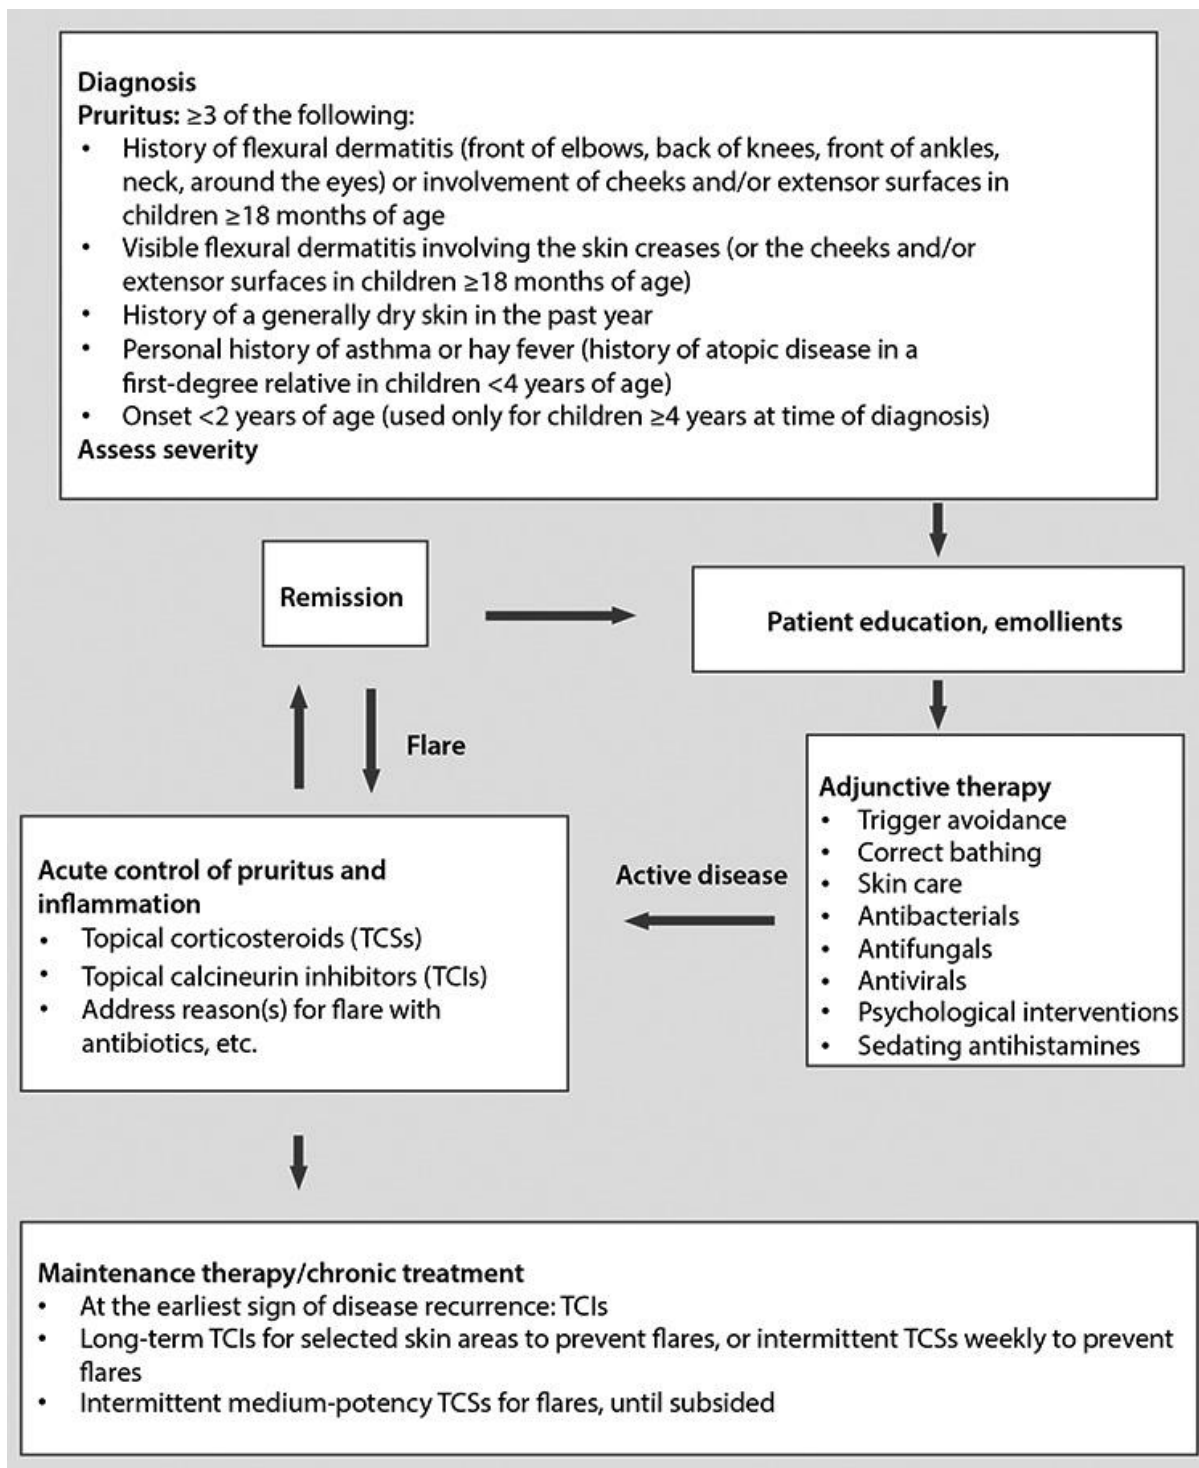 Diagnosis
Pruritus: ≥3 of the following:
• History of flexural dermatitis (front of elbows, back of knees, front of ankles,
neck, around the eyes) or involvement of cheeks and/or extensor surfaces in
children ≥18 months of age
• Visible flexural dermatitis involving the skin creases (or the cheeks and/or
extensor surfaces in children ≥18 months of age)
• History of a generally dry skin in the past year
• Personal history of asthma or hay fever (history of atopic disease in a
first-degree relative in children <4 years of age)
• Onset <2 years of age (used only for children ≥4 years at time of diagnosis)
Assess severity
Remission
Patient education, emollients
Flare
Adjunctive therapy
• Trigger avoidance
• Correct bathing
• Skin care
• Antibacterials
• Antifungals
• Antivirals
• Psychological interventions
• Sedating antihistamines
Active disease
Acute control of pruritus and
inflammation
• Topical corticosteroids (TCSs)
• Topical calcineurin inhibitors (TCIs)
• Address reason(s) for flare with
antibiotics, etc.
Maintenance therapy/chronic treatment
• At the earliest sign of disease recurrence: TCIs
• Long-term TCIs for selected skin areas to prevent flares, or intermittent TCSs weekly to prevent
flares
• Intermittent medium-potency TCSs for flares, until subsided